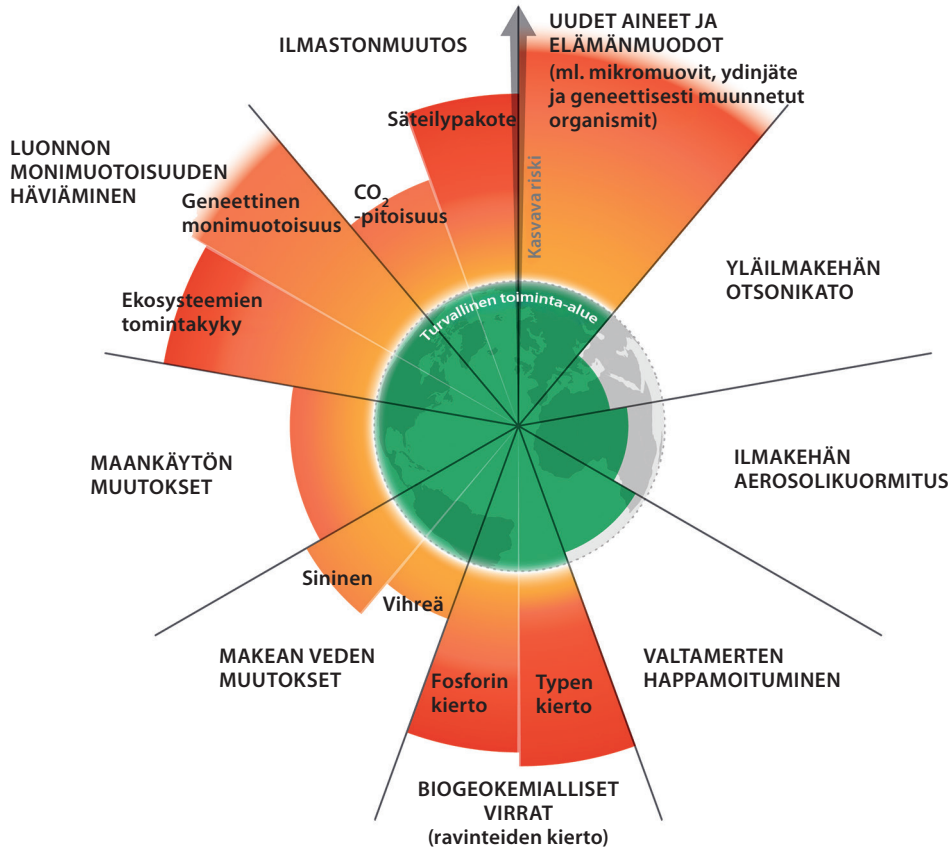 ILMASTONMUUTOS
UUDET AINEET JA
ELÄMÄNMUODOT
(ml. mikromuovit, ydinjäte
ja geneettisesti muunnetut
organismit)
Säteilypakote
Kasvava riski
LUONNON
MONIMUOTOISUUDEN
HÄVIÄMINEN
CO₂
-pitoisuus
Geneettinen
monimuotoisuus
Ekosysteemien
tomintakyky
Turvallinen toiminta-alue
YLÄILMAKEHÄN
OTSONIKATO
MAANKÄYTÖN
MUUTOKSET
ILMAKEHÄN
AEROSOLIKUORMITUS
Sininen
Vihreä
MAKEAN VEDEN
MUUTOKSET
Fosforin
kierto
Typen
kierto
VALTAMERTEN
HAPPAMOITUMINEN
BIOGEOKEMIALLISET
VIRRAT
(ravinteiden kierto)